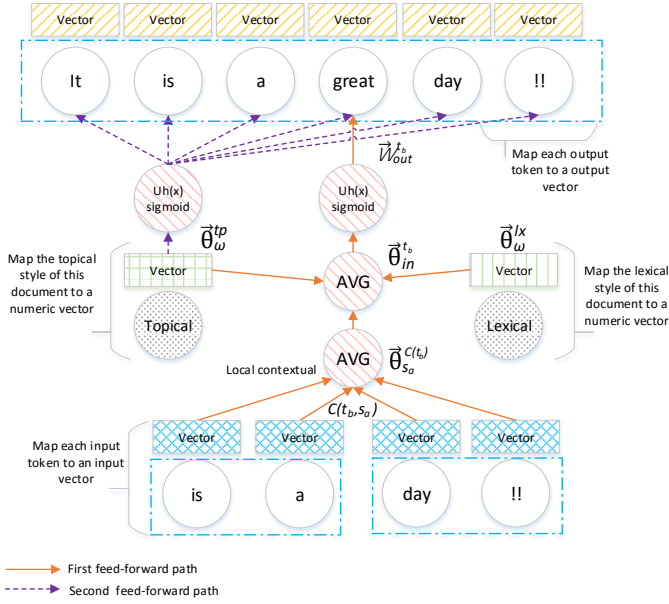 Vector Vector Vector Vector Vector Vector
It is a great day !!
W⃗out^tb
Map each output
token to a output
vector
Uh(x)
sigmoid
Uh(x)
sigmoid
θ⃗ω^tp
θ⃗in^tb
θ⃗ω^lx
Map the topical
style of this
document to a
numeric vector
Vector
Topical
AVG
Vector
Lexical
Map the lexical
style of this
document to a
numeric vector
AVG
θ⃗sa^C(tb)
Local contextual
C(tb,sa)
Map each input
token to an input
vector
Vector Vector Vector Vector
is a day !!
First feed-forward path
Second feed-forward path